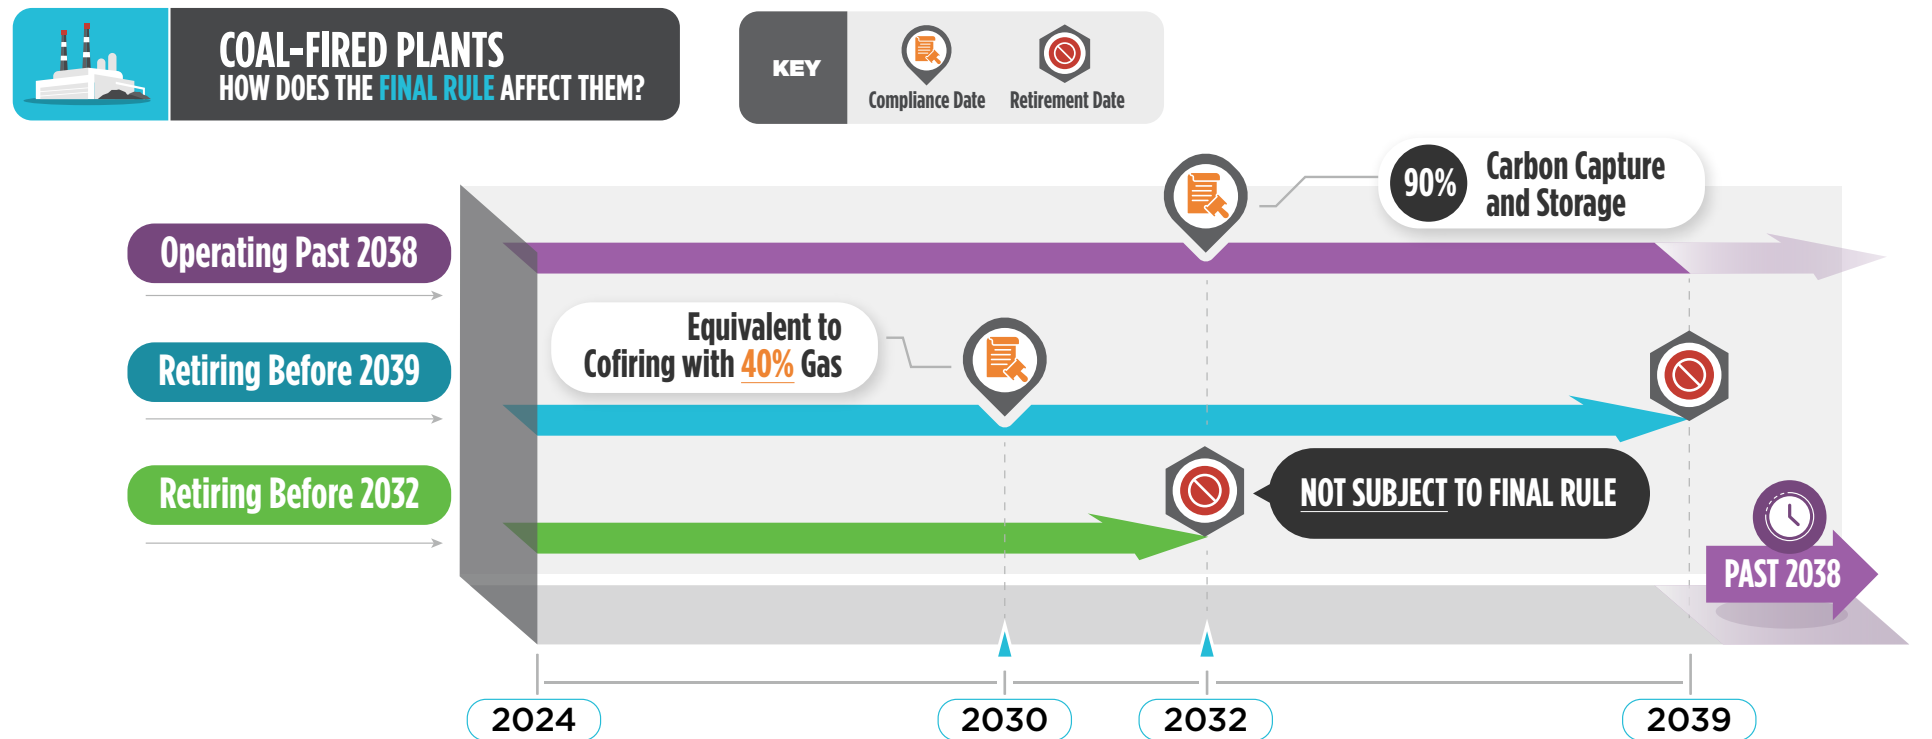 COAL-FIRED PLANTS
HOW DOES THE FINAL RULE AFFECT THEM?
KEY
Compliance Date
Retirement Date
90%
Carbon Capture
and Storage
Operating Past 2038
Equivalent to
Cofiring with 40% Gas
Retiring Before 2039
Retiring Before 2032
NOT SUBJECT TO FINAL RULE
PAST 2038
2024
2030
2032
2039